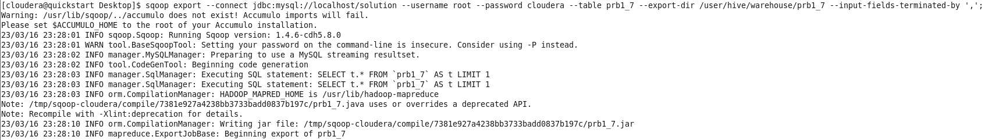 [cloudera@quickstart Desktop]$ sqoop export --connect jdbc:mysql://localhost/solution --username root --password cloudera --table prb1_7 --export-dir /user/hive/warehouse/prb1_7 --input-fields-terminated-by ',';
Warning: /usr/lib/sqoop/../accumulo does not exist! Accumulo imports will fail.
Please set $ACCUMULO_HOME to the root of your Accumulo installation.
23/03/16 23:28:01 INFO sqoop.Sqoop: Running Sqoop version: 1.4.6-cdh5.8.0
23/03/16 23:28:01 WARN tool.BaseSqoopTool: Setting your password on the command-line is insecure. Consider using -P instead.
23/03/16 23:28:02 INFO manager.MySQLManager: Preparing to use a MySQL streaming resultset.
23/03/16 23:28:02 INFO tool.CodeGenTool: Beginning code generation
23/03/16 23:28:03 INFO manager.SqlManager: Executing SQL statement: SELECT t.* FROM `prb1_7` AS t LIMIT 1
23/03/16 23:28:03 INFO manager.SqlManager: Executing SQL statement: SELECT t.* FROM `prb1_7` AS t LIMIT 1
23/03/16 23:28:03 INFO orm.CompilationManager: HADOOP_MAPRED_HOME is /usr/lib/hadoop-mapreduce
Note: /tmp/sqoop-cloudera/compile/7381e927a4238bb3733badd0837b197c/prb1_7.java uses or overrides a deprecated API.
Note: Recompile with -Xlint:deprecation for details.
23/03/16 23:28:10 INFO orm.CompilationManager: Writing jar file: /tmp/sqoop-cloudera/compile/7381e927a4238bb3733badd0837b197c/prb1_7.jar
23/03/16 23:28:10 INFO mapreduce.ExportJobBase: Beginning export of prb1_7